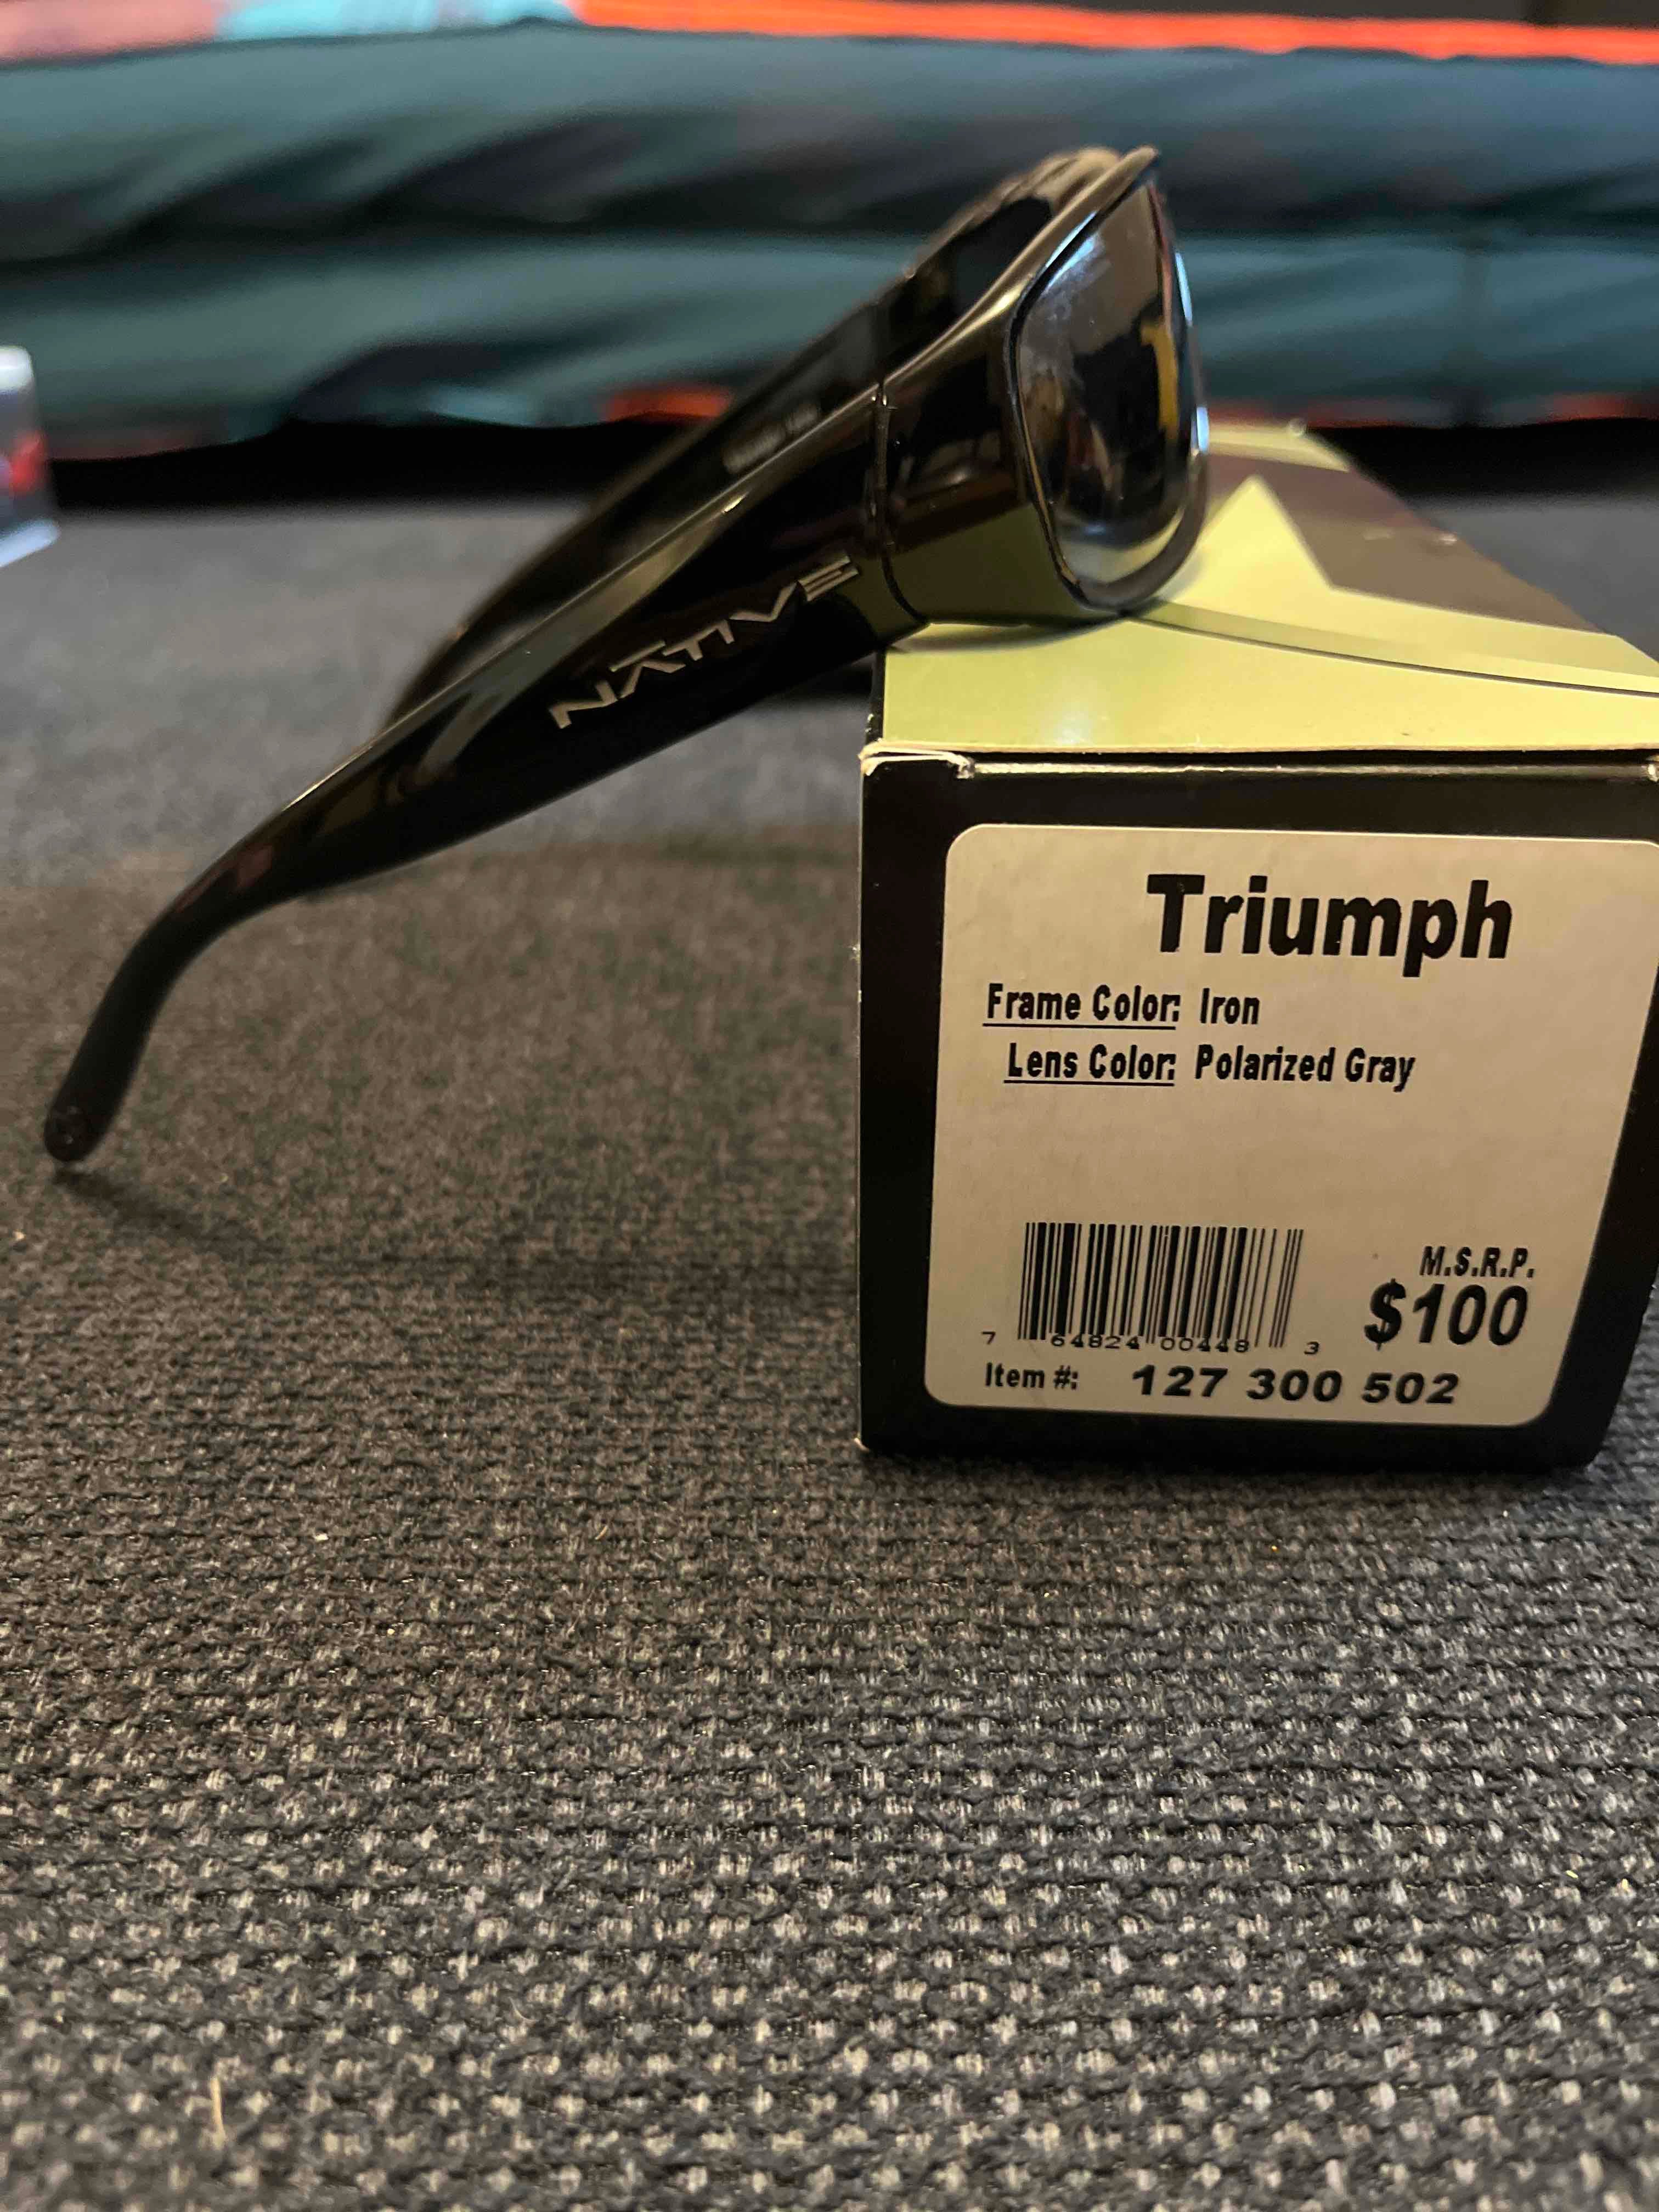 NATIVE
Triumph
Frame Color: Iron
Lens Color: Polarized Gray
M.S.R.P.
$100
7 64824 00448 3
Item #: 127 300 502